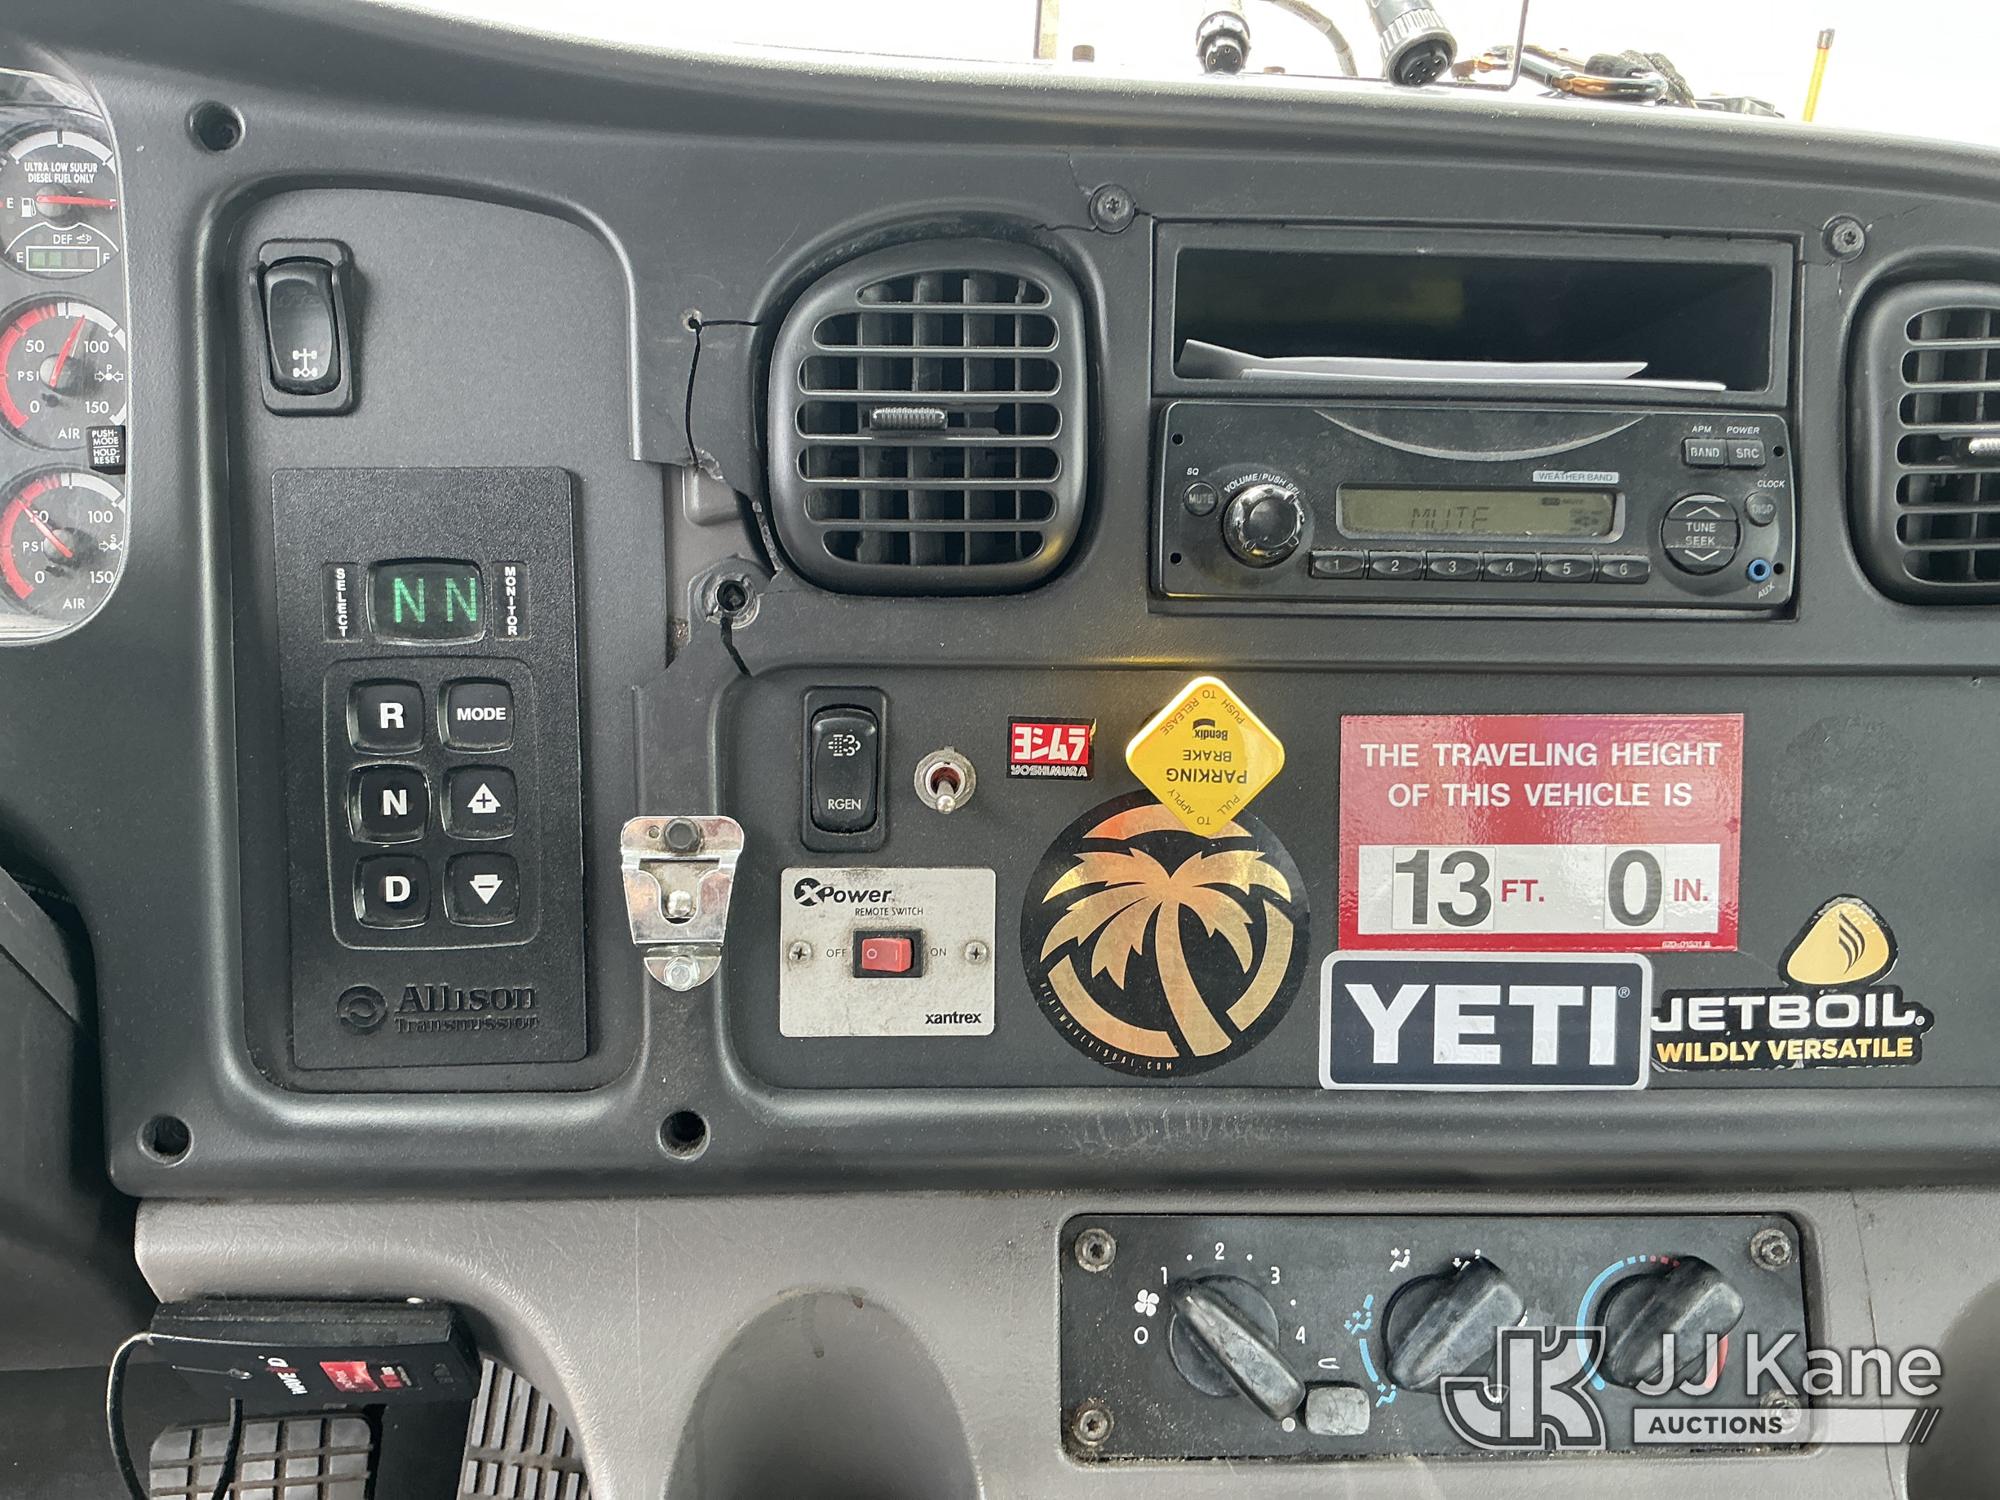 ULTRA LOW SULFUR
DIESEL FUEL ONLY
E
F
DEF
E
F
50
100
PSI
P
0
150
AIR
PUSH-
MODE
HOLD-
RESET
50
100
PSI
S
0
150
AIR
SELECT
NN
MONITOR
R
MODE
N
D
Allison
Transmission
RGEN
XPower
REMOTE SWITCH
OFF
ON
xantrex
ヨシムラ
YOSHIMURA
PUSH
TO RELEASE
Bendix
PARKING
BRAKE
PULL
TO APPLY
HEATWAVEVISUAL.COM
SQ
MUTE
VOLUME/PUSH SEL
WEATHER BAND
MUTE
APM
POWER
BAND
SRC
CLOCK
DISP
TUNE
SEEK
AUX
1
2
3
4
5
6
THE TRAVELING HEIGHT
OF THIS VEHICLE IS
13 FT. 0 IN.
YETI®
JETBOIL®
WILDLY VERSATILE
0
1
2
3
4
JJ Kane
AUCTIONS